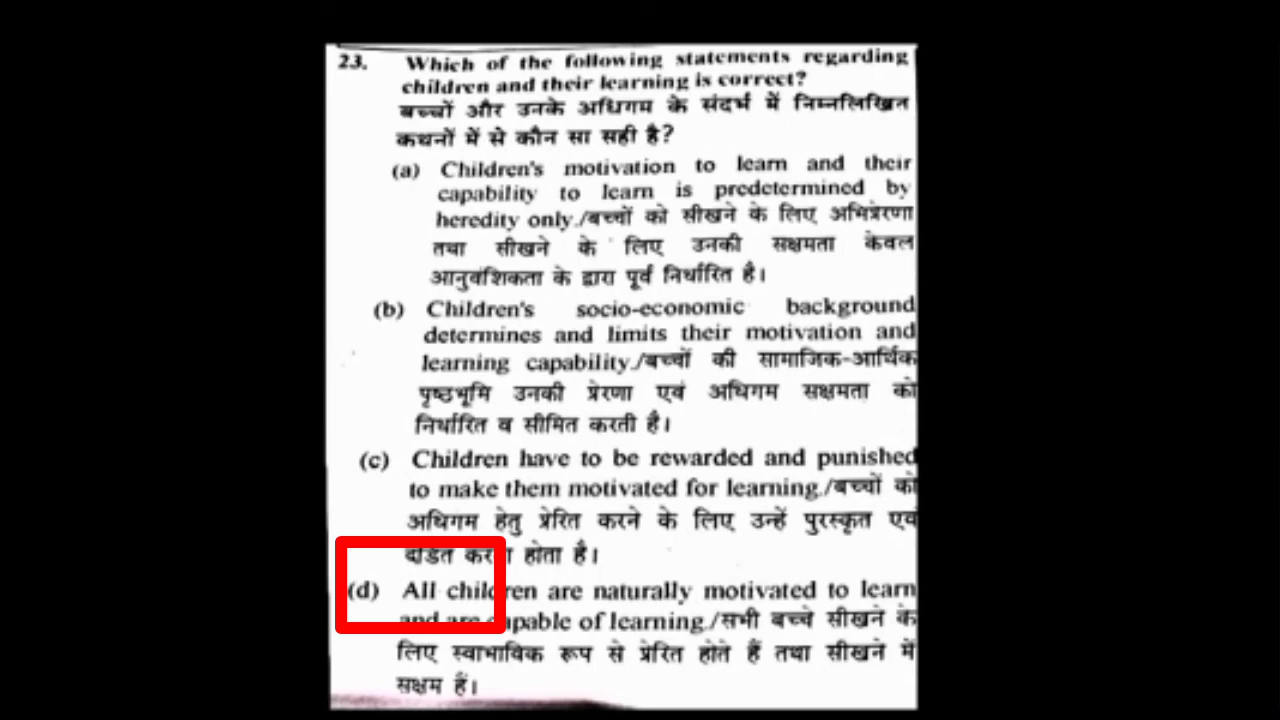 23. Which of the following statements regarding
children and their learning is correct?
बच्चों और उनके अधिगम के संदर्भ में निम्नलिखित
कथनों में से कौन सा सही है?
(a) Children's motivation to learn and their
capability to learn is predetermined by
heredity only./बच्चों को सीखने के लिए अभिप्रेरणा
तथा सीखने के लिए उनकी सक्षमता केवल
आनुवंशिकता के द्वारा पूर्व निर्धारित है।
(b) Children's socio-economic background
determines and limits their motivation and
learning capability./बच्चों की सामाजिक-आर्थिक
पृष्ठभूमि उनकी प्रेरणा एवं अधिगम सक्षमता को
निर्धारित व सीमित करती है।
(c) Children have to be rewarded and punished
to make them motivated for learning./बच्चों को
अधिगम हेतु प्रेरित करने के लिए उन्हें पुरस्कृत एवं
दंडित करना होता है।
(d) All children are naturally motivated to learn
and are capable of learning./सभी बच्चे सीखने के
लिए स्वाभाविक रूप से प्रेरित होते हैं तथा सीखने में
सक्षम हैं।